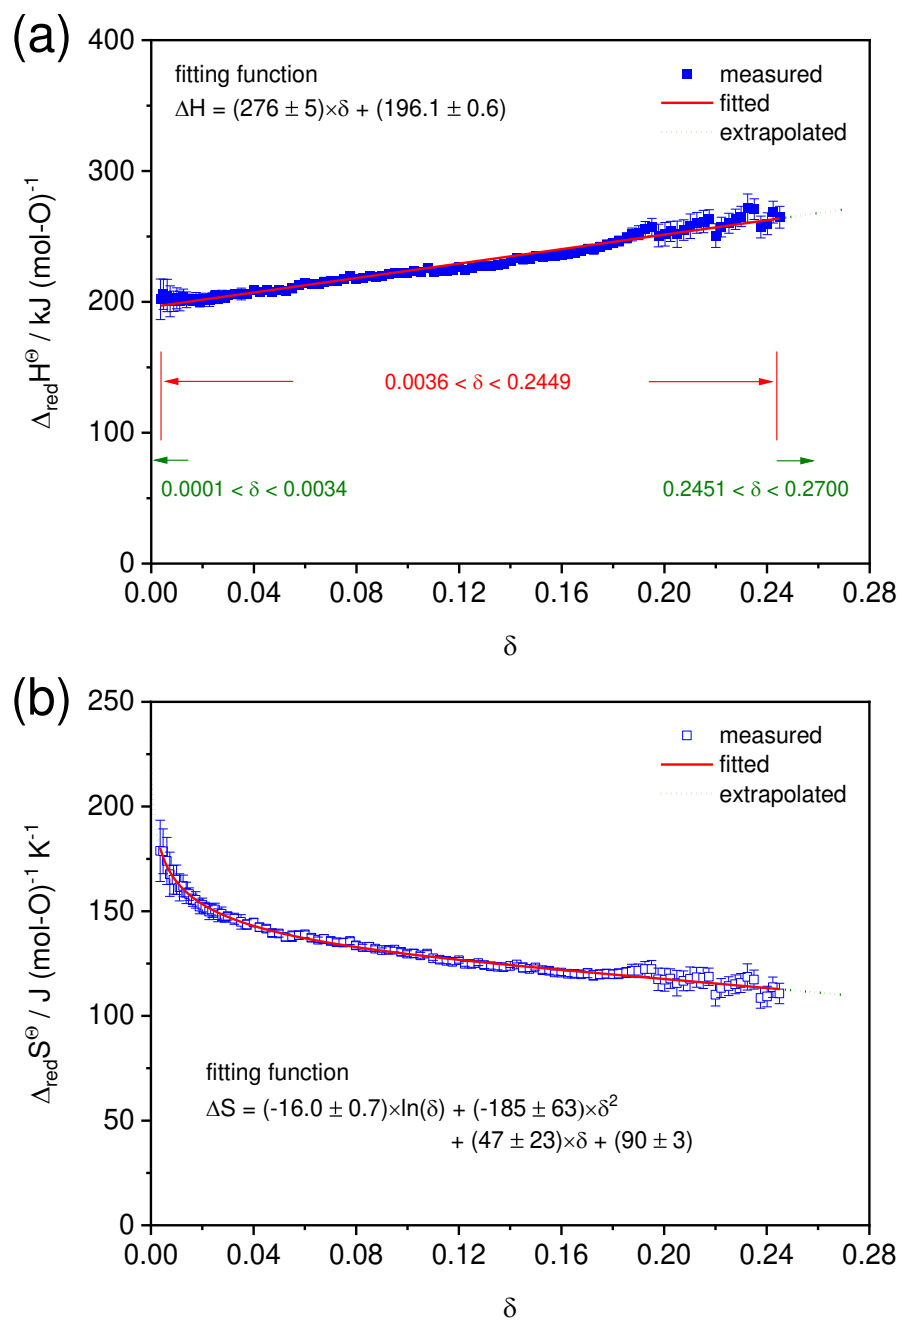 (a)
400
300
200
100
0
fitting function
ΔH = (276 ± 5)×δ + (196.1 ± 0.6)
measured
fitted
extrapolated
0.0036 < δ < 0.2449
0.0001 < δ < 0.0034
0.2451 < δ < 0.2700
Δ_red H^Θ / kJ (mol-O)^-1
0.00 0.04 0.08 0.12 0.16 0.20 0.24 0.28
δ
(b)
250
200
150
100
50
0
measured
fitted
extrapolated
fitting function
ΔS = (-16.0 ± 0.7)×ln(δ) + (-185 ± 63)×δ²
+ (47 ± 23)×δ + (90 ± 3)
Δ_red S^Θ / J (mol-O)^-1 K^-1
0.00 0.04 0.08 0.12 0.16 0.20 0.24 0.28
δ